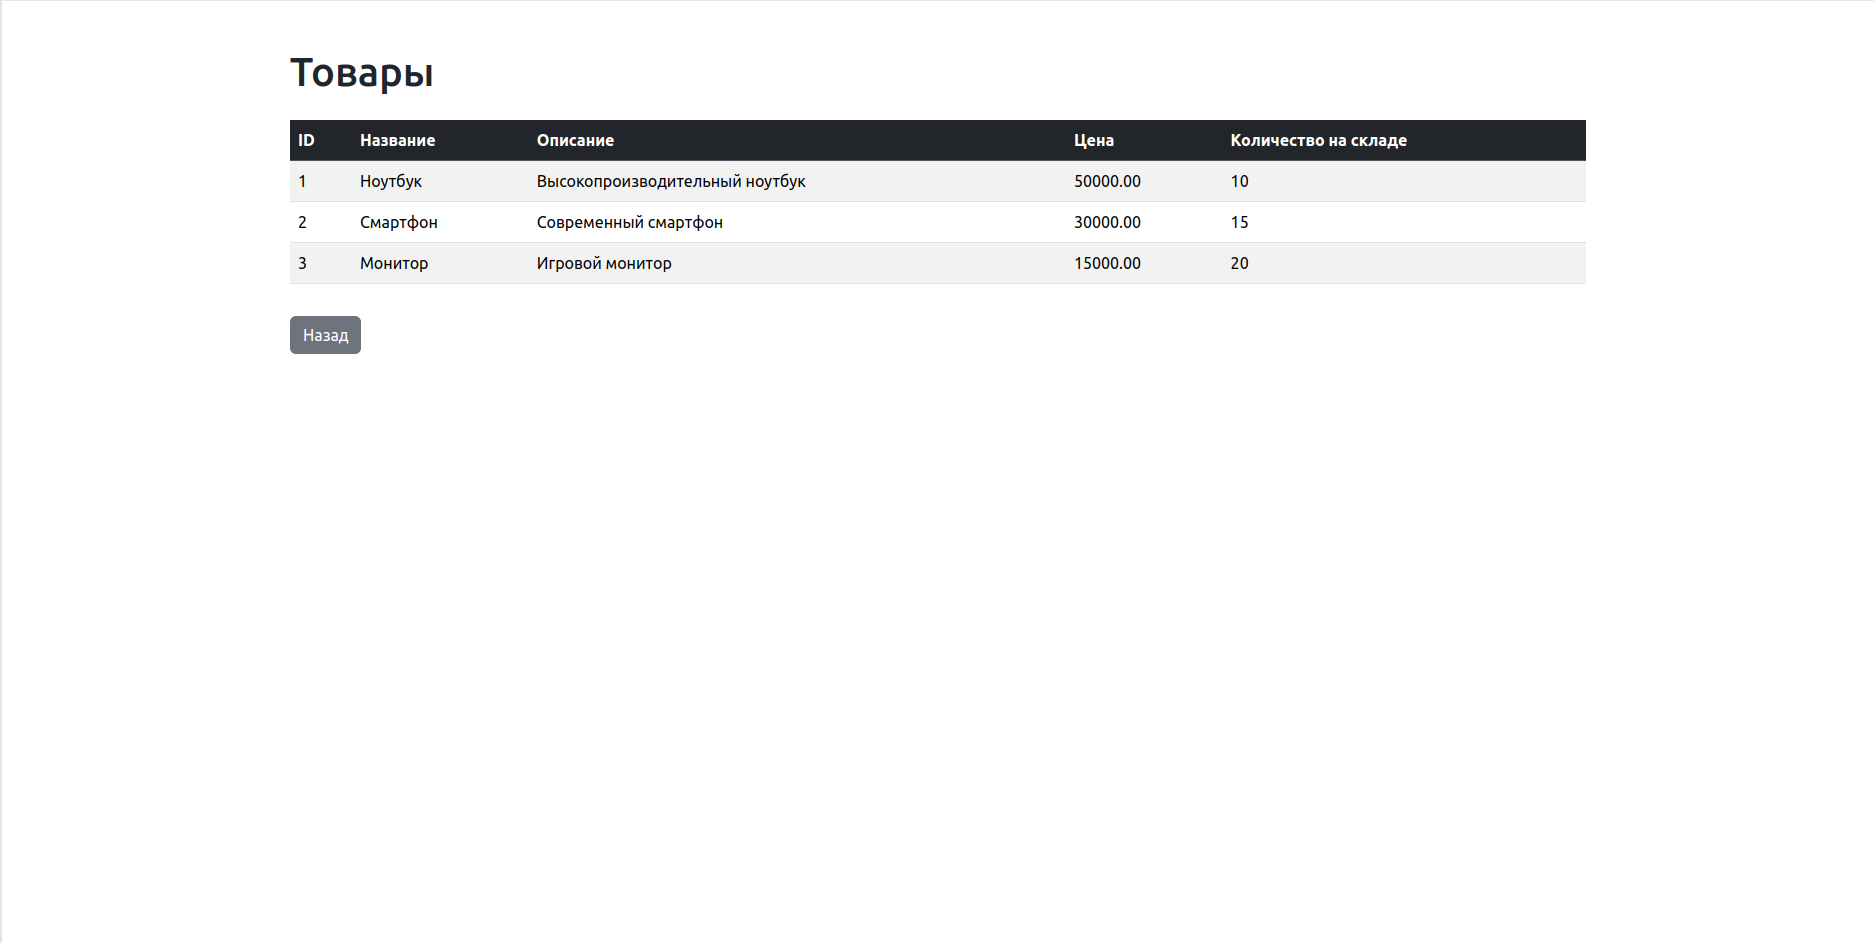 Товары
ID Название Описание Цена Количество на складе
1 Ноутбук Высокопроизводительный ноутбук 50000.00 10
2 Смартфон Современный смартфон 30000.00 15
3 Монитор Игровой монитор 15000.00 20
Назад